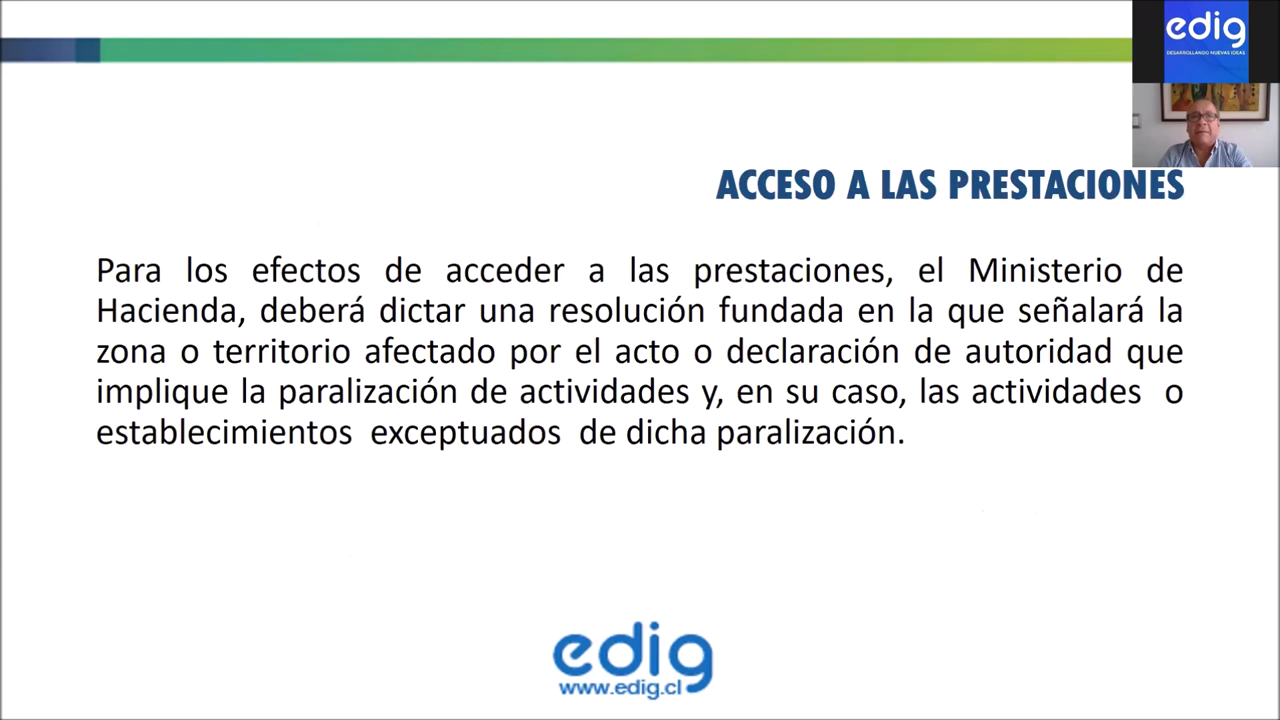 edig
DESARROLLANDO NUEVAS IDEAS
ACCESO A LAS PRESTACIONES
Para los efectos de acceder a las prestaciones, el Ministerio de
Hacienda, deberá dictar una resolución fundada en la que señalará la
zona o territorio afectado por el acto o declaración de autoridad que
implique la paralización de actividades y, en su caso, las actividades o
establecimientos exceptuados de dicha paralización.
edig
www.edig.cl